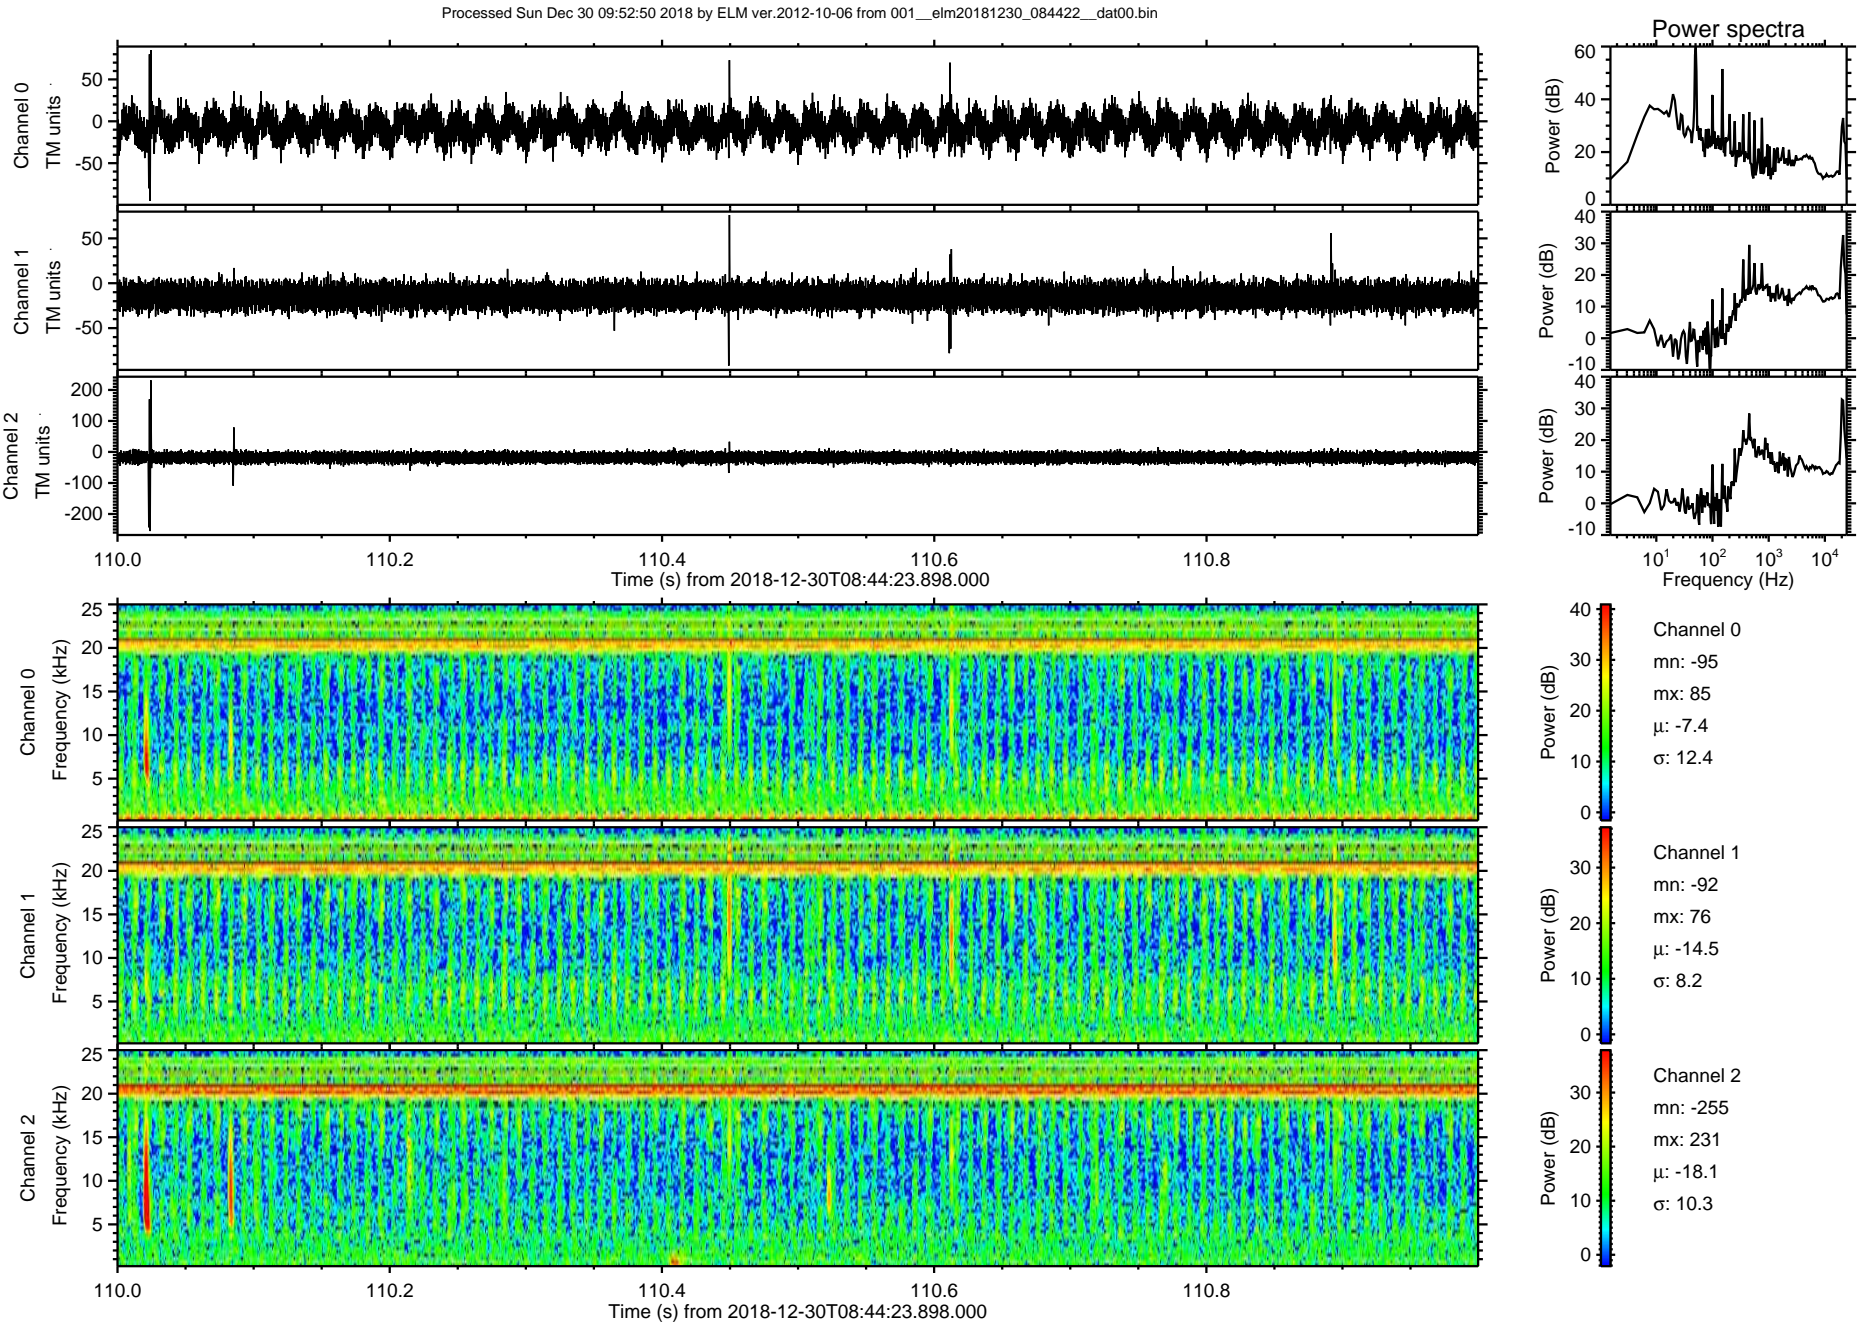 Processed Sun Dec 30 09:52:50 2018 by ELM ver.2012-10-06 from 001__elm20181230_084422__dat00.bin
Power spectra
Channel 0
TM units
50
0
-50
Power (dB)
60
40
20
0
Channel 1
TM units
50
0
-50
Power (dB)
40
30
20
10
0
-10
Channel 2
TM units
200
100
0
-100
-200
Power (dB)
40
30
20
10
0
-10
110.0 110.2 110.4 110.6 110.8
Time (s) from 2018-12-30T08:44:23.898.000
10¹ 10² 10³ 10⁴
Frequency (Hz)
Channel 0
Frequency (kHz)
25
20
15
10
5
Power (dB)
40
30
20
10
0
Channel 0
mn: -95
mx: 85
μ: -7.4
σ: 12.4
Channel 1
Frequency (kHz)
25
20
15
10
5
Power (dB)
30
20
10
0
Channel 1
mn: -92
mx: 76
μ: -14.5
σ: 8.2
Channel 2
Frequency (kHz)
25
20
15
10
5
Power (dB)
30
20
10
0
Channel 2
mn: -255
mx: 231
μ: -18.1
σ: 10.3
110.0 110.2 110.4 110.6 110.8
Time (s) from 2018-12-30T08:44:23.898.000